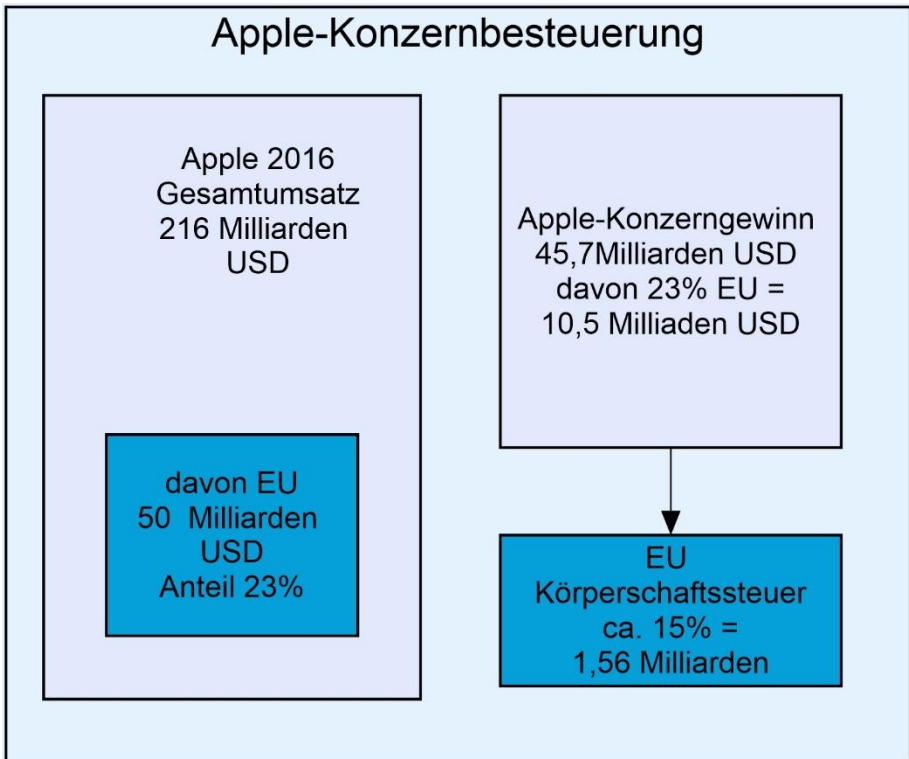 Apple-Konzernbesteuerung
Apple 2016
Gesamtumsatz
216 Milliarden
USD
davon EU
50 Milliarden
USD
Anteil 23%
Apple-Konzerngewinn
45,7Milliarden USD
davon 23% EU =
10,5 Milliaden USD
EU
Körperschaftssteuer
ca. 15% =
1,56 Milliarden